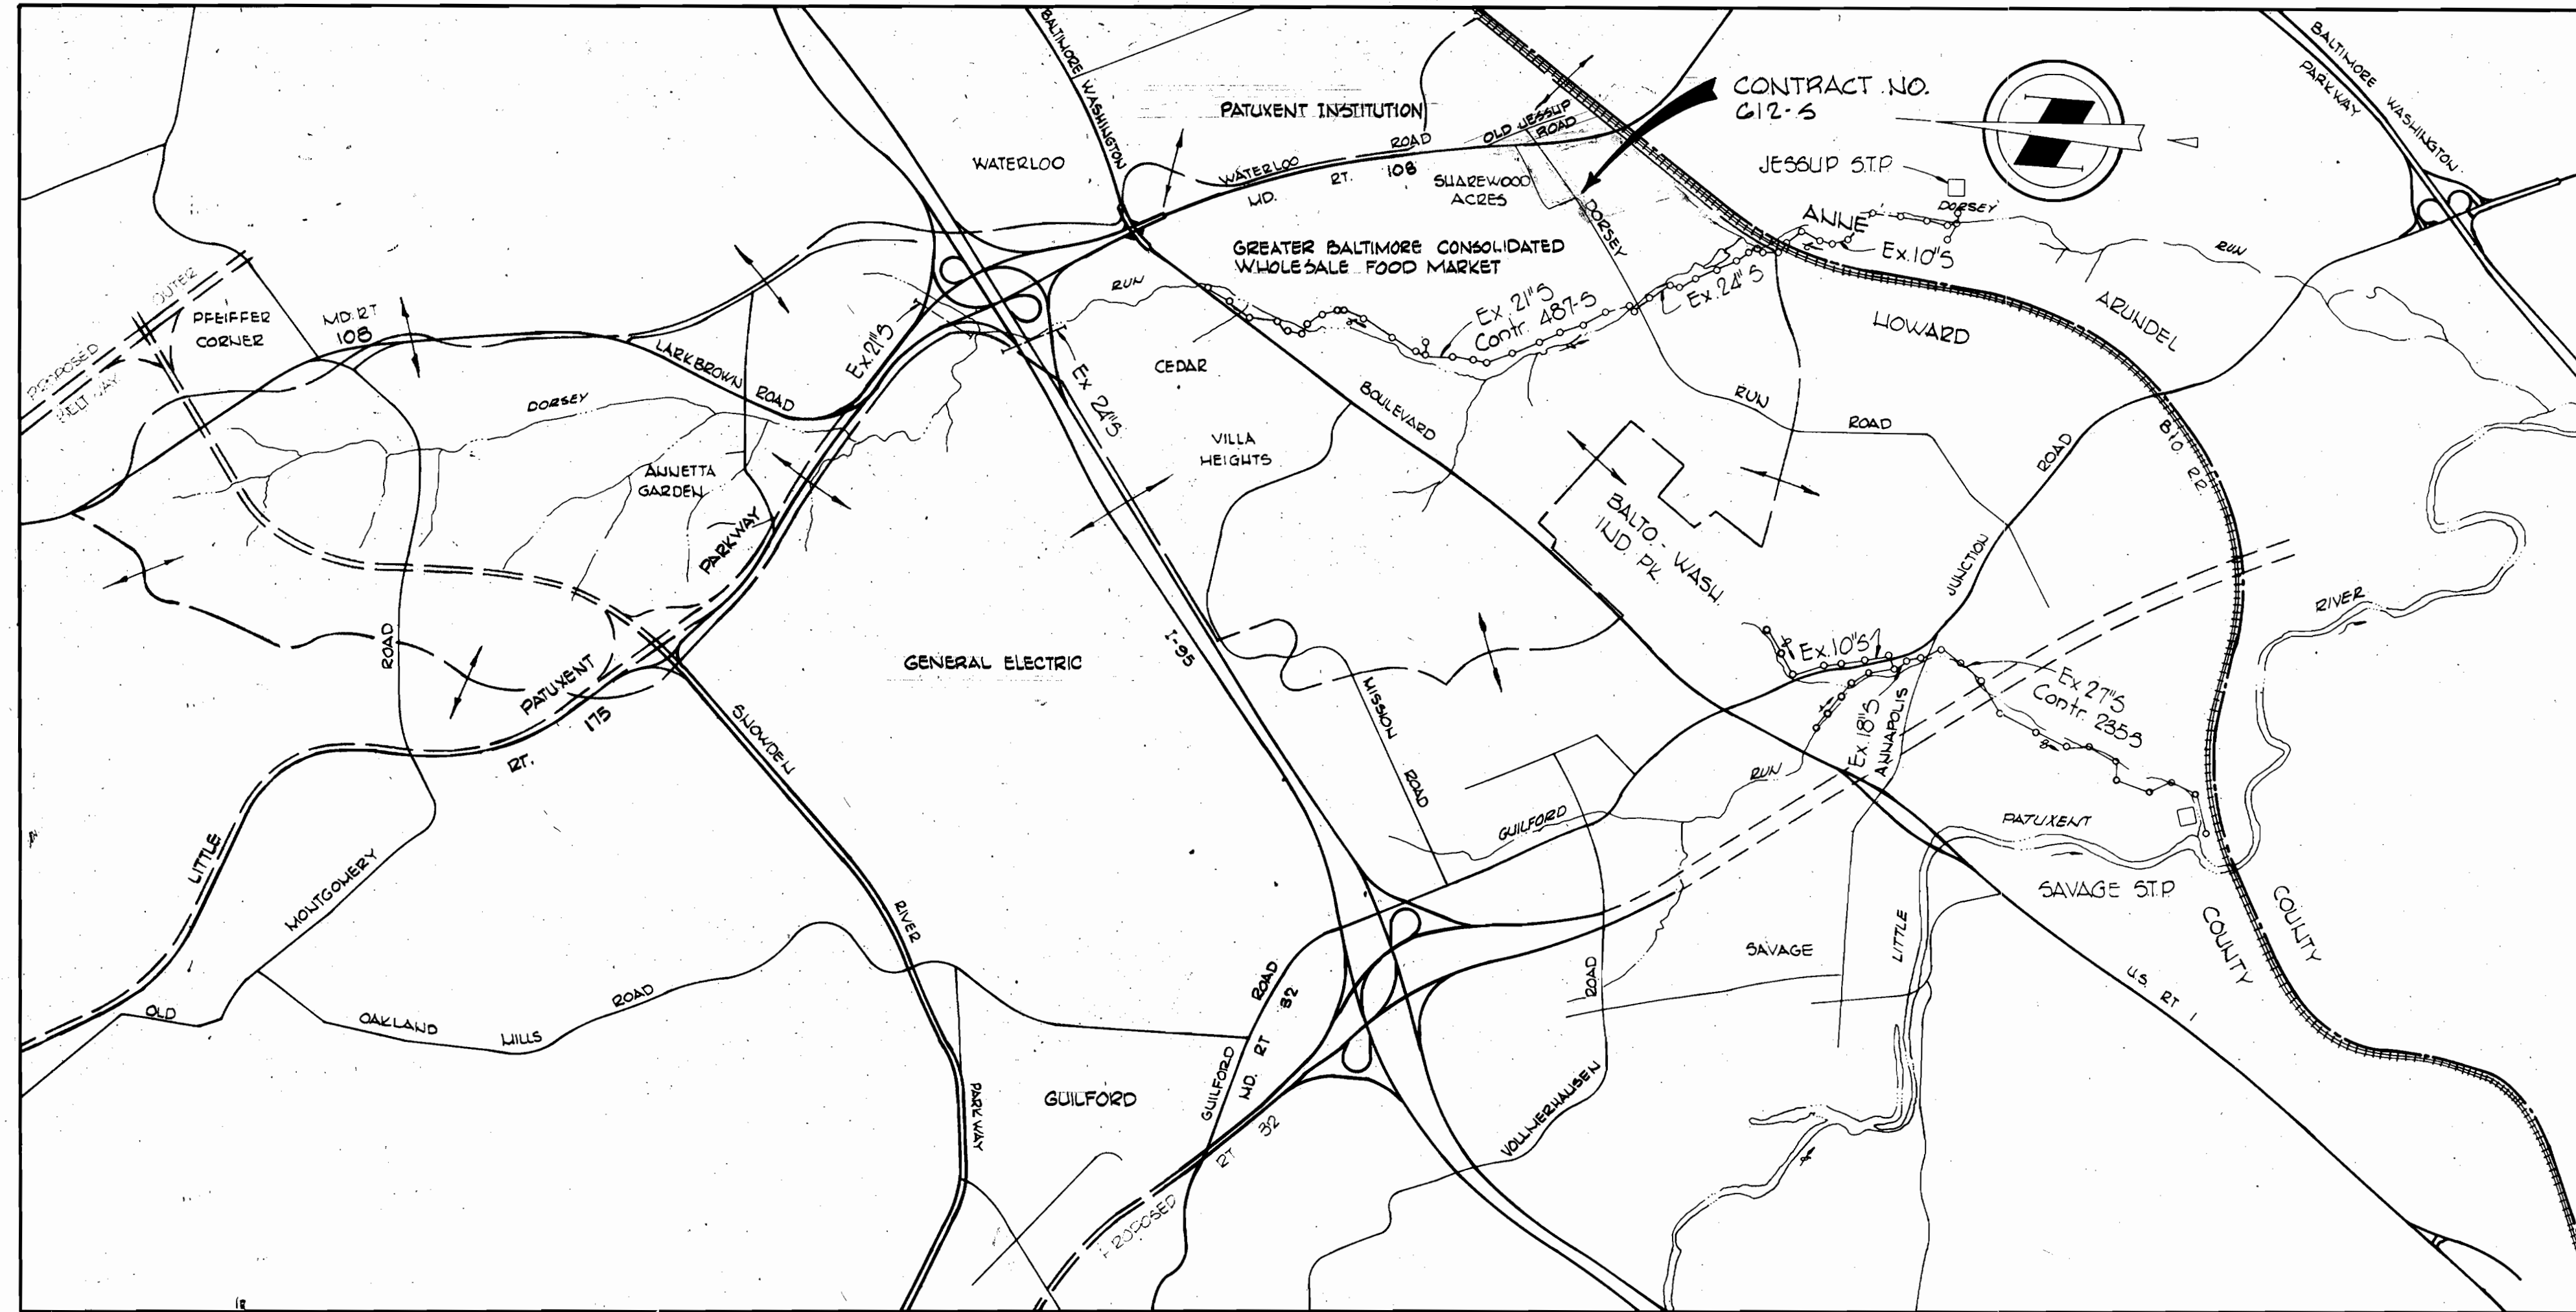 BALTIMORE WASHINGTON
PATUXENT INSTITUTION
OLD JESSUP
ROAD
CONTRACT NO.
612-S
BALTIMORE WASHINGTON
PARKWAY
WATERLOO
WATERLOO ROAD
MD. RT. 108
SHAREWOOD
ACRES
JESSUP S.T.P.
DORSEY
RUN
ANNE
ARUNDEL
Ex.10"S
DORSEY
GREATER BALTIMORE CONSOLIDATED
WHOLESALE FOOD MARKET
RUN
Ex. 21"S
Contr. 487-S
Ex. 24"S
HOWARD
PROPOSED OUTER
BELT WAY
PFEIFFER
CORNER
MD. RT
108
LARKBROWN ROAD
Ex. 21"S
Ex 24"S
CEDAR
VILLA
HEIGHTS
BOULEVARD
RUN
ROAD
ROAD
B & O. RR.
DORSEY
ANNETTA
GARDEN
PARKWAY
BALTO. - WASH.
IND. PK.
JUNCTION
RIVER
ROAD
GENERAL ELECTRIC
I-95
Ex.10"S
Ex 27"S
Contr. 235S
Ex.18"S
ANNAPOLIS
PATUXENT
175
RT.
SNOWDEN
MISSION
ROAD
RUN
GUILFORD
PATUXENT
SAVAGE S.T.P.
COUNTY
COUNTY
LITTLE
MONTGOMERY
RIVER
ROAD
SAVAGE
LITTLE
U.S. RT 1
ROAD
OLD
OAKLAND
MILLS
ROAD
GUILFORD
MD. RT 32
GUILFORD
PARKWAY
VOLLMERHAUSEN
PROPOSED
RT 32